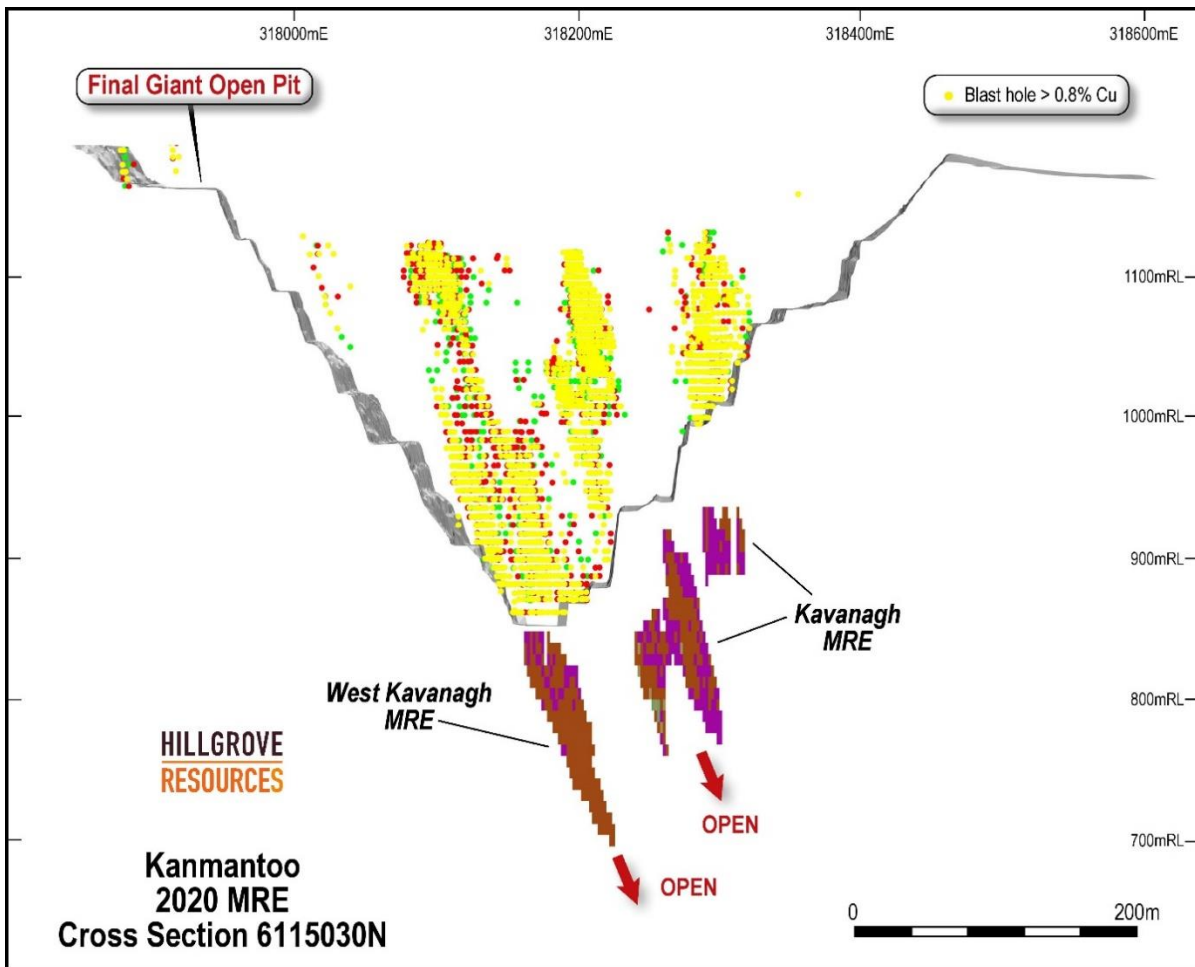 318000mE
318200mE
318400mE
318600mE
Final Giant Open Pit
Blast hole > 0.8% Cu
1100mRL
1000mRL
900mRL
Kavanagh
MRE
West Kavanagh
MRE
800mRL
HILLGROVE
RESOURCES
OPEN
700mRL
OPEN
Kanmantoo
2020 MRE
Cross Section 6115030N
0
200m